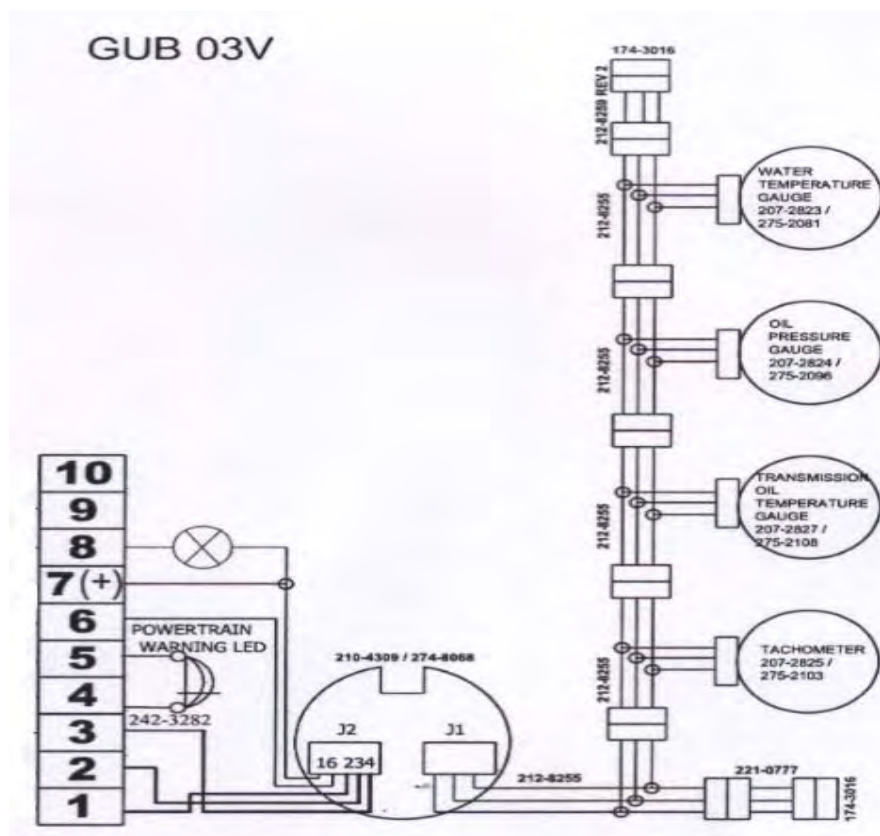 GUB 03V
174-3016
212-8259 REV 2
WATER
TEMPERATURE
GAUGE
207-2823 /
275-2081
212-8255
OIL
PRESSURE
GAUGE
207-2824 /
275-2096
212-8255
TRANSMISSION
OIL
TEMPERATURE
GAUGE
207-2827 /
275-2108
212-8255
TACHOMETER
207-2825 /
275-2103
212-8255
10
9
8
7 (+)
6
5
4
3
2
1
POWERTRAIN
WARNING LED
242-3282
210-4309 / 274-8068
J2
J1
16 234
212-8255
221-0777
174-3016